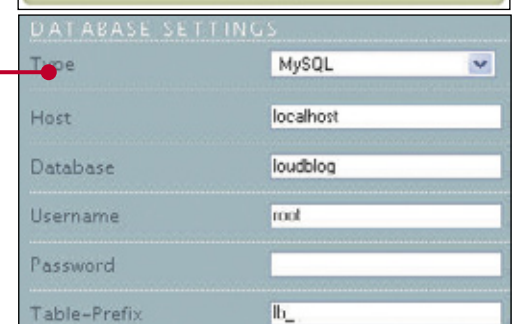 DATABASE SETTINGS
Type MySQL
Host localhost
Database loudblog
Username root
Password
Table-Prefix lb_